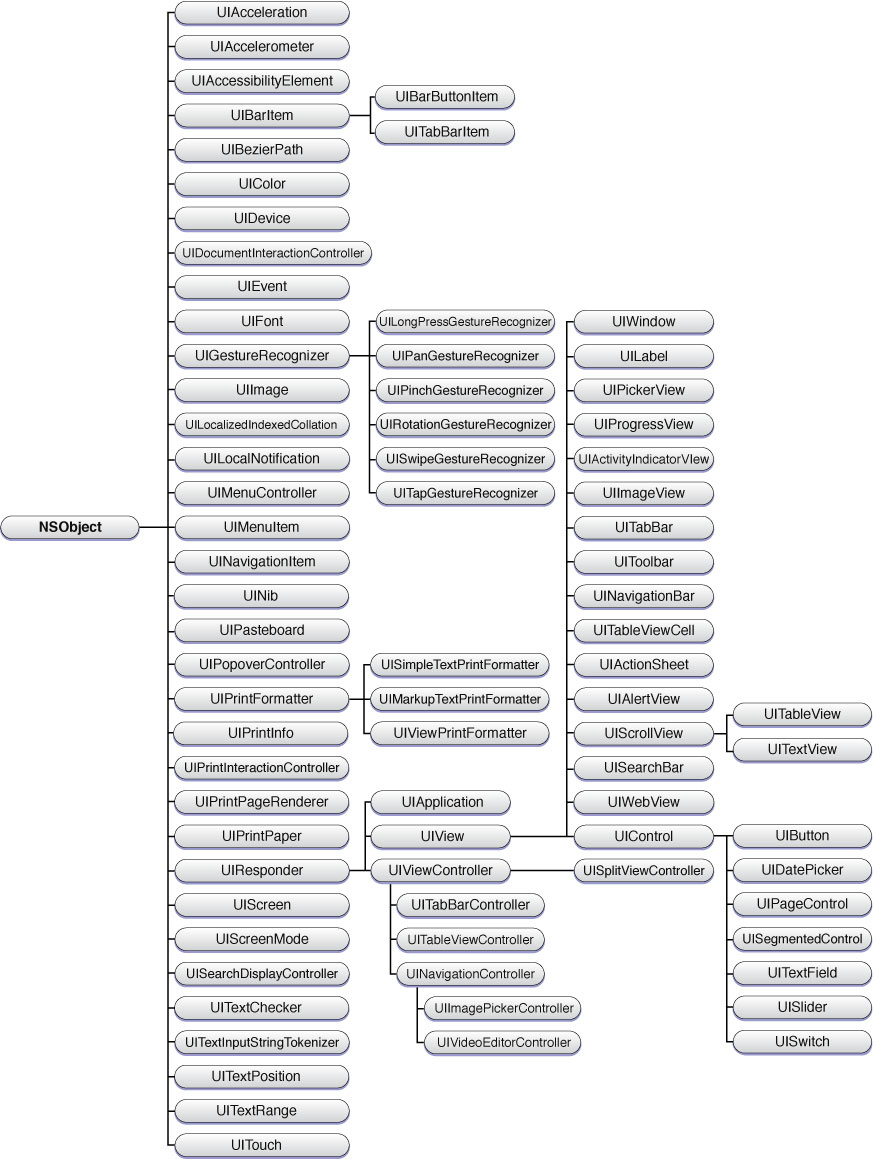 UIAcceleration
UIAccelerometer
UIAccessibilityElement
UIBarItem
UIBarButtonItem
UITabBarItem
UIBezierPath
UIColor
UIDevice
UIDocumentInteractionController
UIEvent
UIFont
UIGestureRecognizer
UILongPressGestureRecognizer
UIPanGestureRecognizer
UIPinchGestureRecognizer
UIRotationGestureRecognizer
UISwipeGestureRecognizer
UITapGestureRecognizer
UIImage
UILocalizedIndexedCollation
UILocalNotification
UIMenuController
NSObject
UIMenuItem
UINavigationItem
UINib
UIPasteboard
UIPopoverController
UIPrintFormatter
UISimpleTextPrintFormatter
UIMarkupTextPrintFormatter
UIViewPrintFormatter
UIPrintInfo
UIPrintInteractionController
UIPrintPageRenderer
UIPrintPaper
UIResponder
UIApplication
UIView
UIWindow
UILabel
UIPickerView
UIProgressView
UIActivityIndicatorVIew
UIImageView
UITabBar
UIToolbar
UINavigationBar
UITableViewCell
UIActionSheet
UIAlertView
UIScrollView
UITableView
UITextView
UISearchBar
UIWebView
UIControl
UIButton
UIDatePicker
UIPageControl
UISegmentedControl
UITextField
UISlider
UISwitch
UIViewController
UISplitViewController
UITabBarController
UITableViewController
UINavigationController
UIImagePickerController
UIVideoEditorController
UIScreen
UIScreenMode
UISearchDisplayController
UITextChecker
UITextInputStringTokenizer
UITextPosition
UITextRange
UITouch